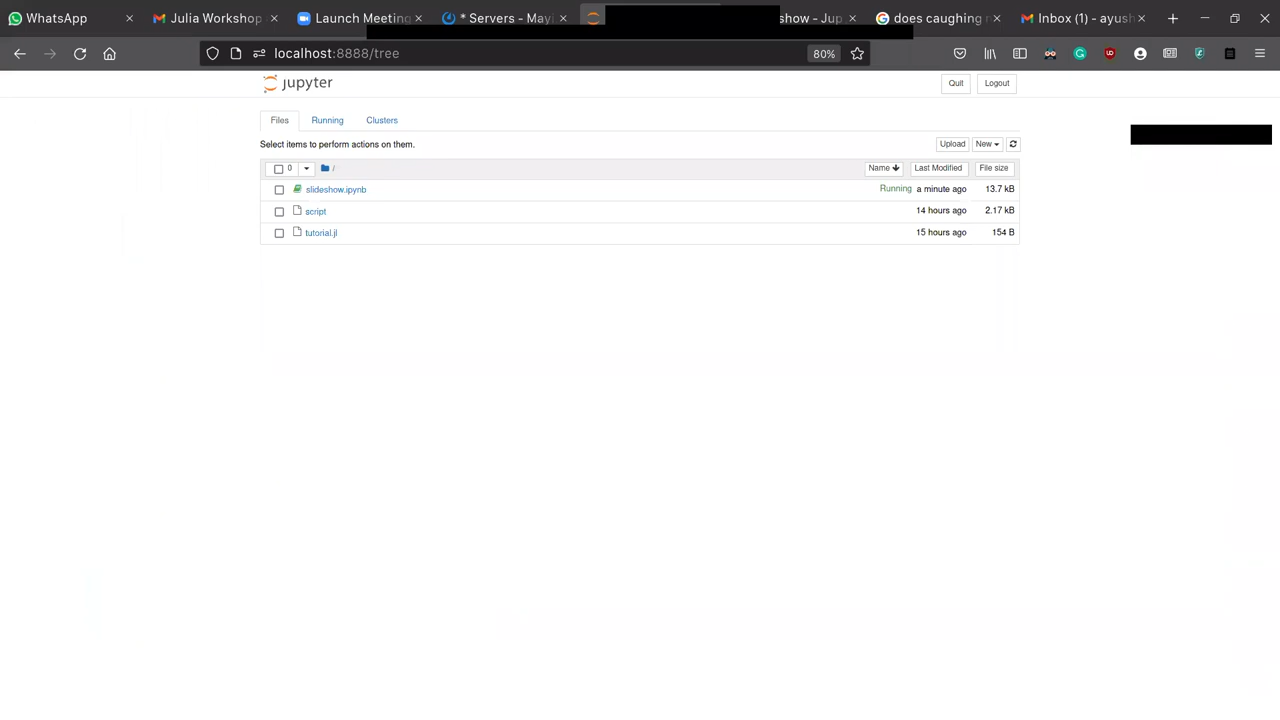 WhatsApp
Julia Workshop
Launch Meeting
* Servers - Mayi
show - Jup
does caughing n
Inbox (1) - ayush
localhost:8888/tree
80%
jupyter
Quit
Logout
Files
Running
Clusters
Select items to perform actions on them.
Upload
New
0
/
Name
Last Modified
File size
slideshow.ipynb
Running
a minute ago
13.7 kB
script
14 hours ago
2.17 kB
tutorial.jl
15 hours ago
154 B